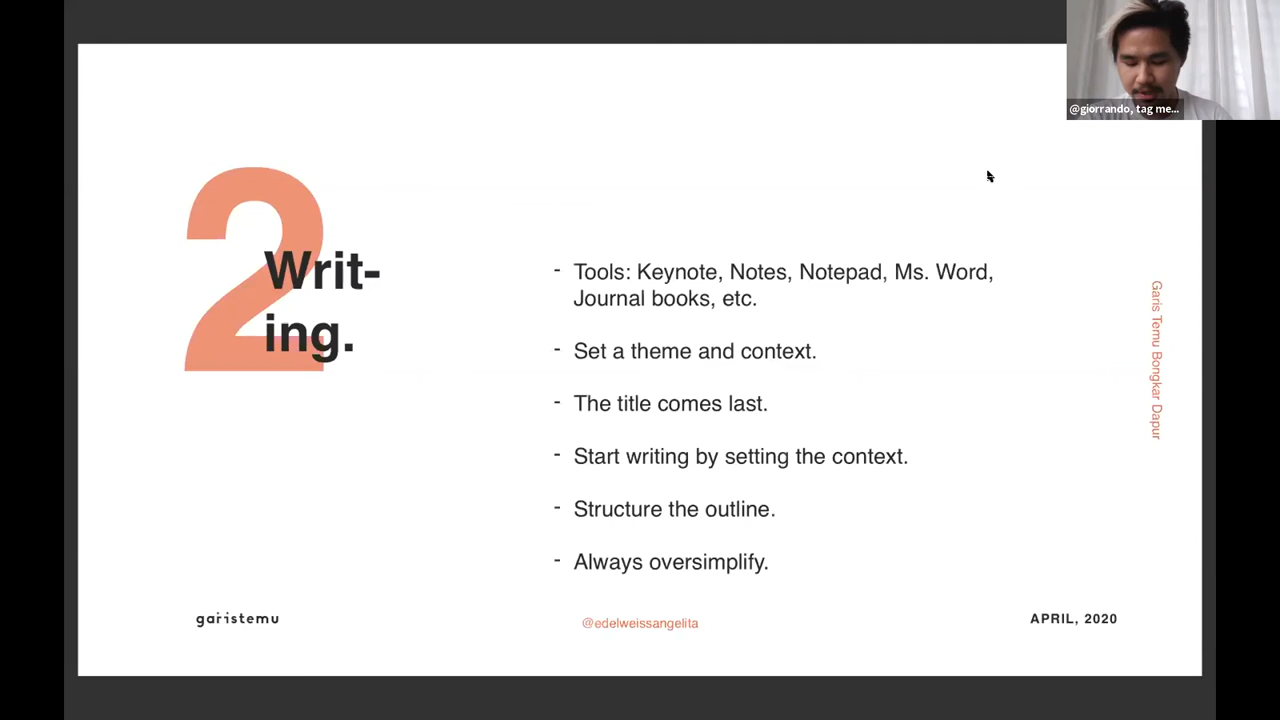 @giorrando, tag me...
2
Writ-
ing.
- Tools: Keynote, Notes, Notepad, Ms. Word,
Journal books, etc.
- Set a theme and context.
- The title comes last.
- Start writing by setting the context.
- Structure the outline.
- Always oversimplify.
Garis Temu Bongkar Dapur
garistemu
@edelweissangelita
APRIL, 2020